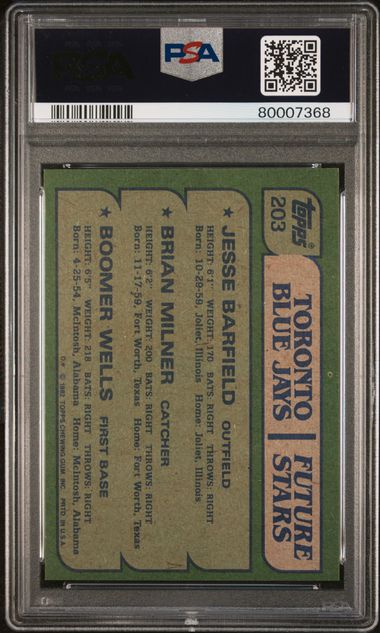 PSA
80007368
topps
203
TORONTO
BLUE JAYS
FUTURE
STARS
★ JESSE BARFIELD OUTFIELD
HEIGHT: 6'1" WEIGHT: 170 BATS: RIGHT THROWS: RIGHT
Born: 10-29-59, Joliet, Illinois Home: Joliet, Illinois
★ BRIAN MILNER CATCHER
HEIGHT: 6'2" WEIGHT: 200 BATS: RIGHT THROWS: RIGHT
Born: 11-17-59, Fort Worth, Texas Home: Fort Worth, Texas
★ BOOMER WELLS FIRST BASE
HEIGHT: 6'5" WEIGHT: 218 BATS: RIGHT THROWS: RIGHT
Born: 4-25-54, McIntosh, Alabama Home: McIntosh, Alabama
© 1982 TOPPS CHEWING GUM, INC. PRTD. IN U.S.A.